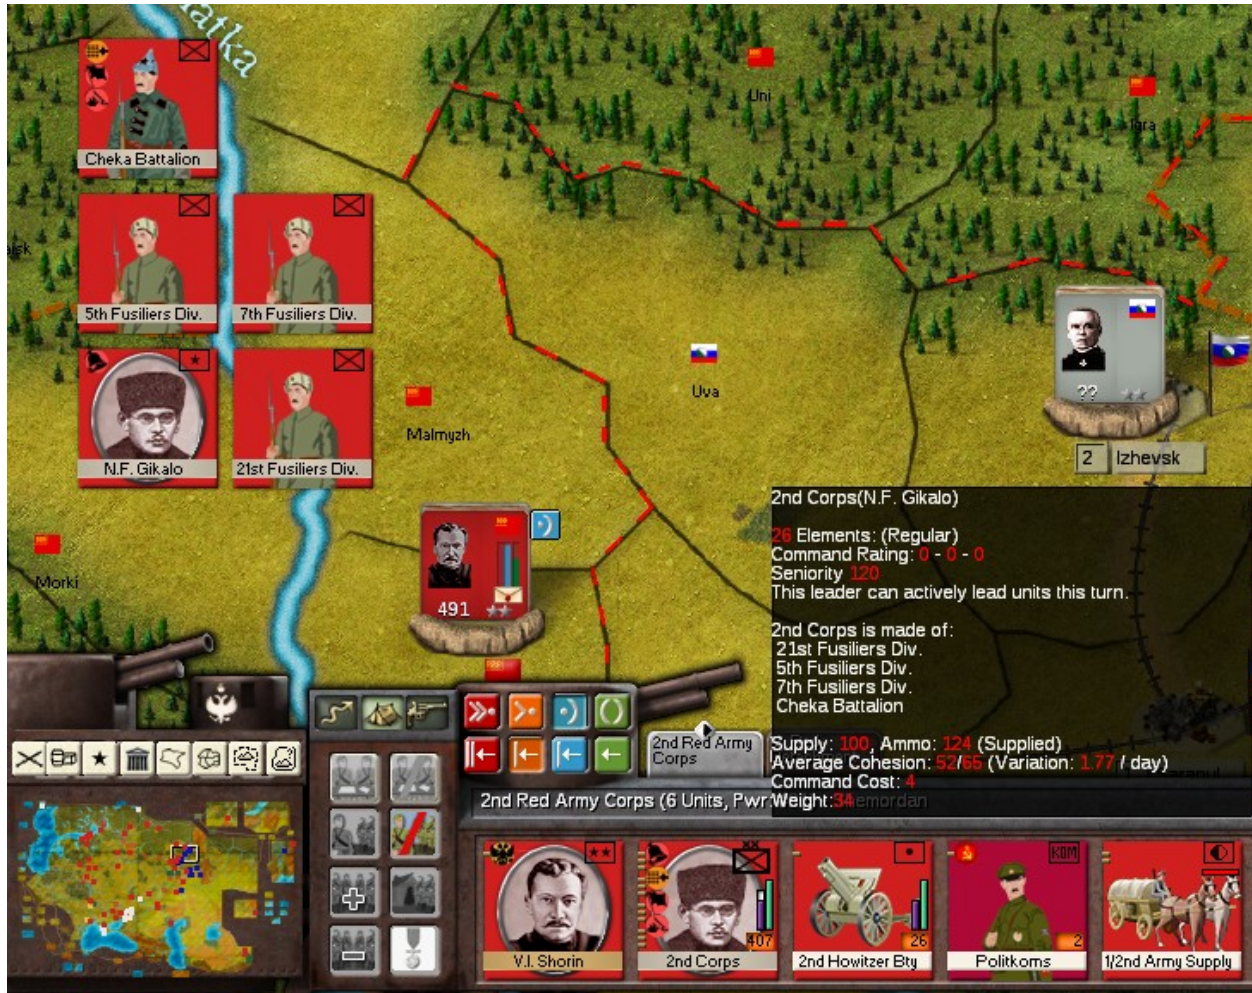 Vatka
Cheka Battalion
Uni
Igra
5th Fusiliers Div.
7th Fusiliers Div.
N.F. Gikalo
21st Fusiliers Div.
Malmyzh
Uva
??
2 Izhevsk
Morki
491
2nd Corps(N.F. Gikalo)
26 Elements: (Regular)
Command Rating: 0 - 0 - 0
Seniority 120
This leader can actively lead units this turn.
2nd Corps is made of:
21st Fusiliers Div.
5th Fusiliers Div.
7th Fusiliers Div.
Cheka Battalion
Supply: 100, Ammo: 124 (Supplied)
Average Cohesion: 52/65 (Variation: 1.77 / day)
Command Cost: 4
Weight:34
2nd Red Army
Corps
2nd Red Army Corps (6 Units, Pwr:
KOM
407
26
2
V.I. Shorin
2nd Corps
2nd Howitzer Bty
Politkoms
1/2nd Army Supply